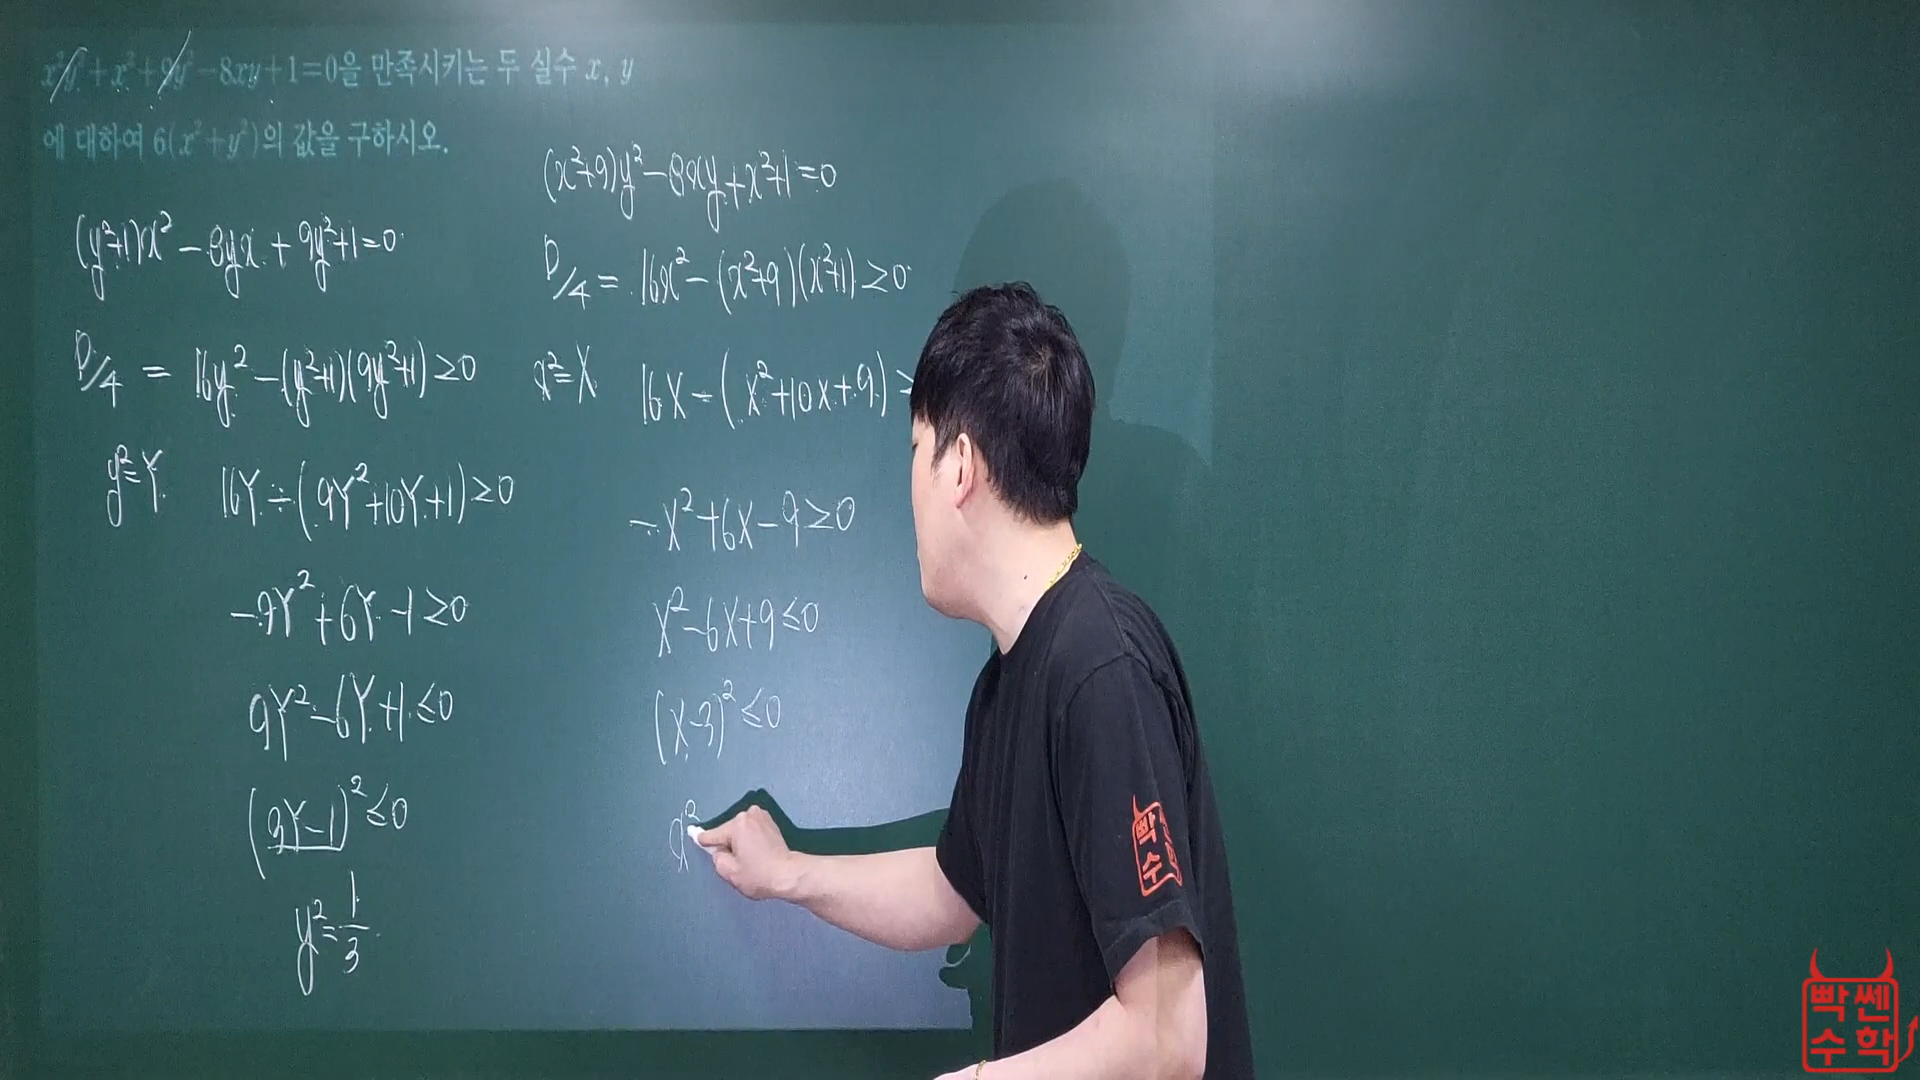 x²y²+x²+9y²-8xy+1=0을 만족시키는 두 실수 x, y
에 대하여 6(x²+y²)의 값을 구하시오.
(y²+1)x² - 8yx + 9y²+1=0
D/4 = 16y² - (y²+1)(9y²+1) ≥0
y²=Y 16Y - (9Y²+10Y+1) ≥0
-9Y²+6Y-1≥0
9Y²-6Y+1≤0
(3Y-1)²≤0
y²=1/3
(x²+9)y²-8xy+x²+1=0
D/4 = 16x²-(x²+9)(x²+1)≥0
x²=X 16X-(X²+10X+9)≥
-X²+6X-9≥0
X²-6X+9≤0
(X-3)²≤0
x²
빡
수
빡쎈
수학